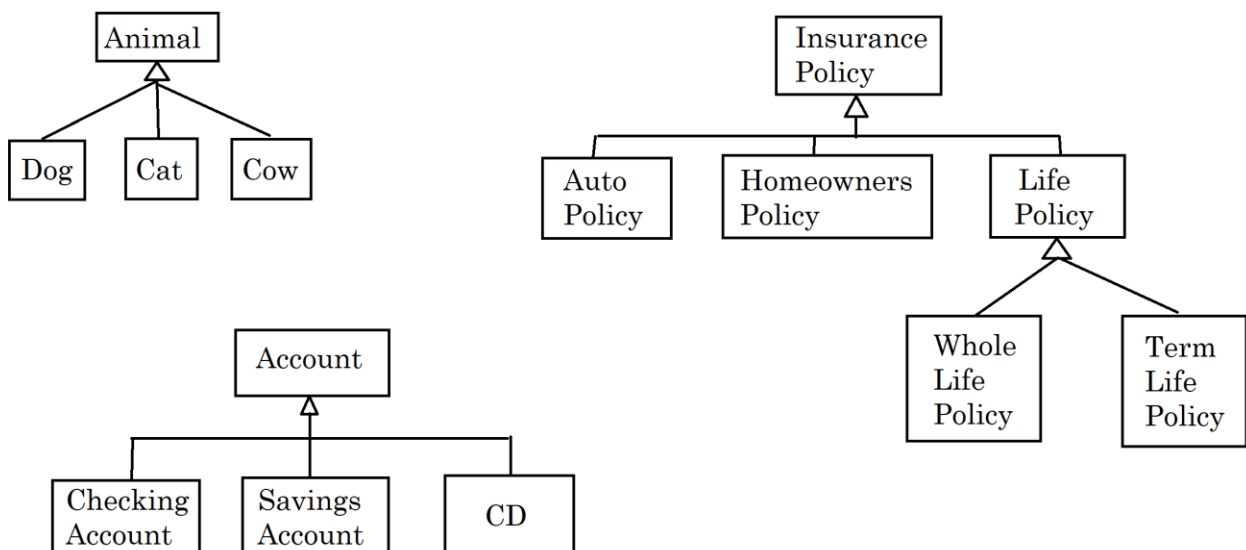 Animal
Dog
Cat
Cow
Insurance
Policy
Auto
Policy
Homeowners
Policy
Life
Policy
Whole
Life
Policy
Term
Life
Policy
Account
Checking
Account
Savings
Account
CD